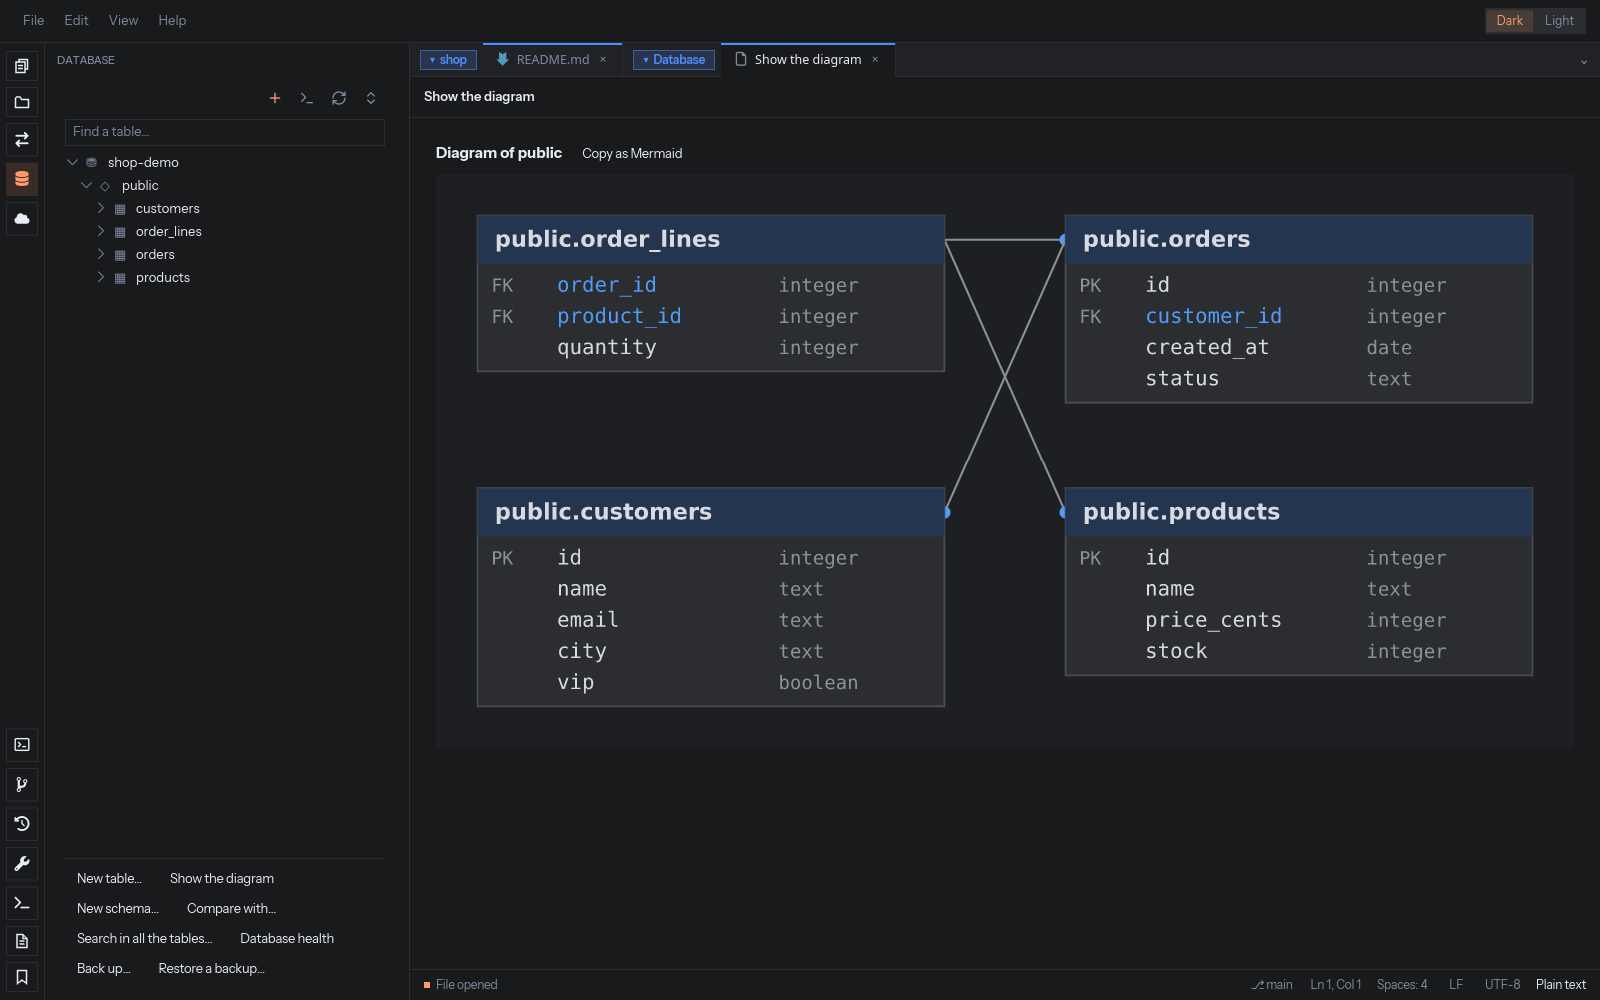 File Edit View Help Dark Light
DATABASE
shop README.md × Database Show the diagram ×
Show the diagram
Find a table...
shop-demo
public
customers
order_lines
orders
products
New table... Show the diagram
New schema... Compare with...
Search in all the tables... Database health
Back up... Restore a backup...
Diagram of public Copy as Mermaid
public.order_lines
FK order_id integer
FK product_id integer
quantity integer
public.orders
PK id integer
FK customer_id integer
created_at date
status text
public.customers
PK id integer
name text
email text
city text
vip boolean
public.products
PK id integer
name text
price_cents integer
stock integer
File opened main Ln 1, Col 1 Spaces: 4 LF UTF-8 Plain text